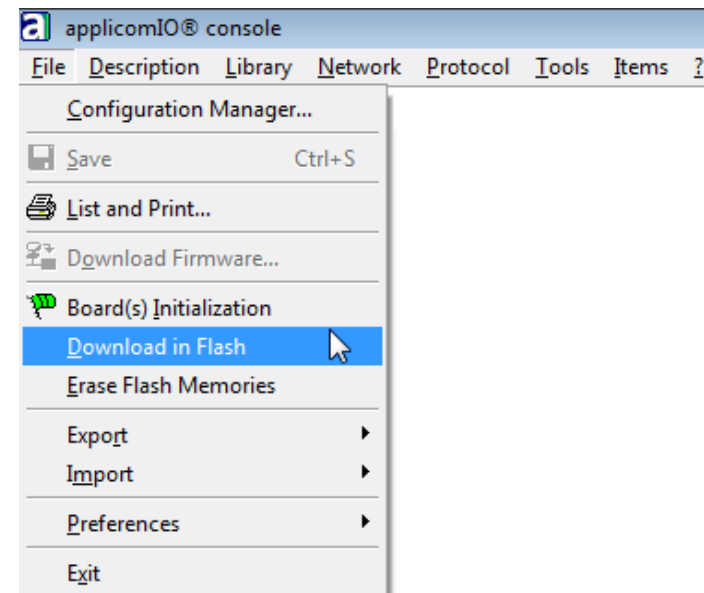 applicomIO® console
File Description Library Network Protocol Tools Items ?
Configuration Manager...
Save Ctrl+S
List and Print...
Download Firmware...
Board(s) Initialization
Download in Flash
Erase Flash Memories
Export
Import
Preferences
Exit